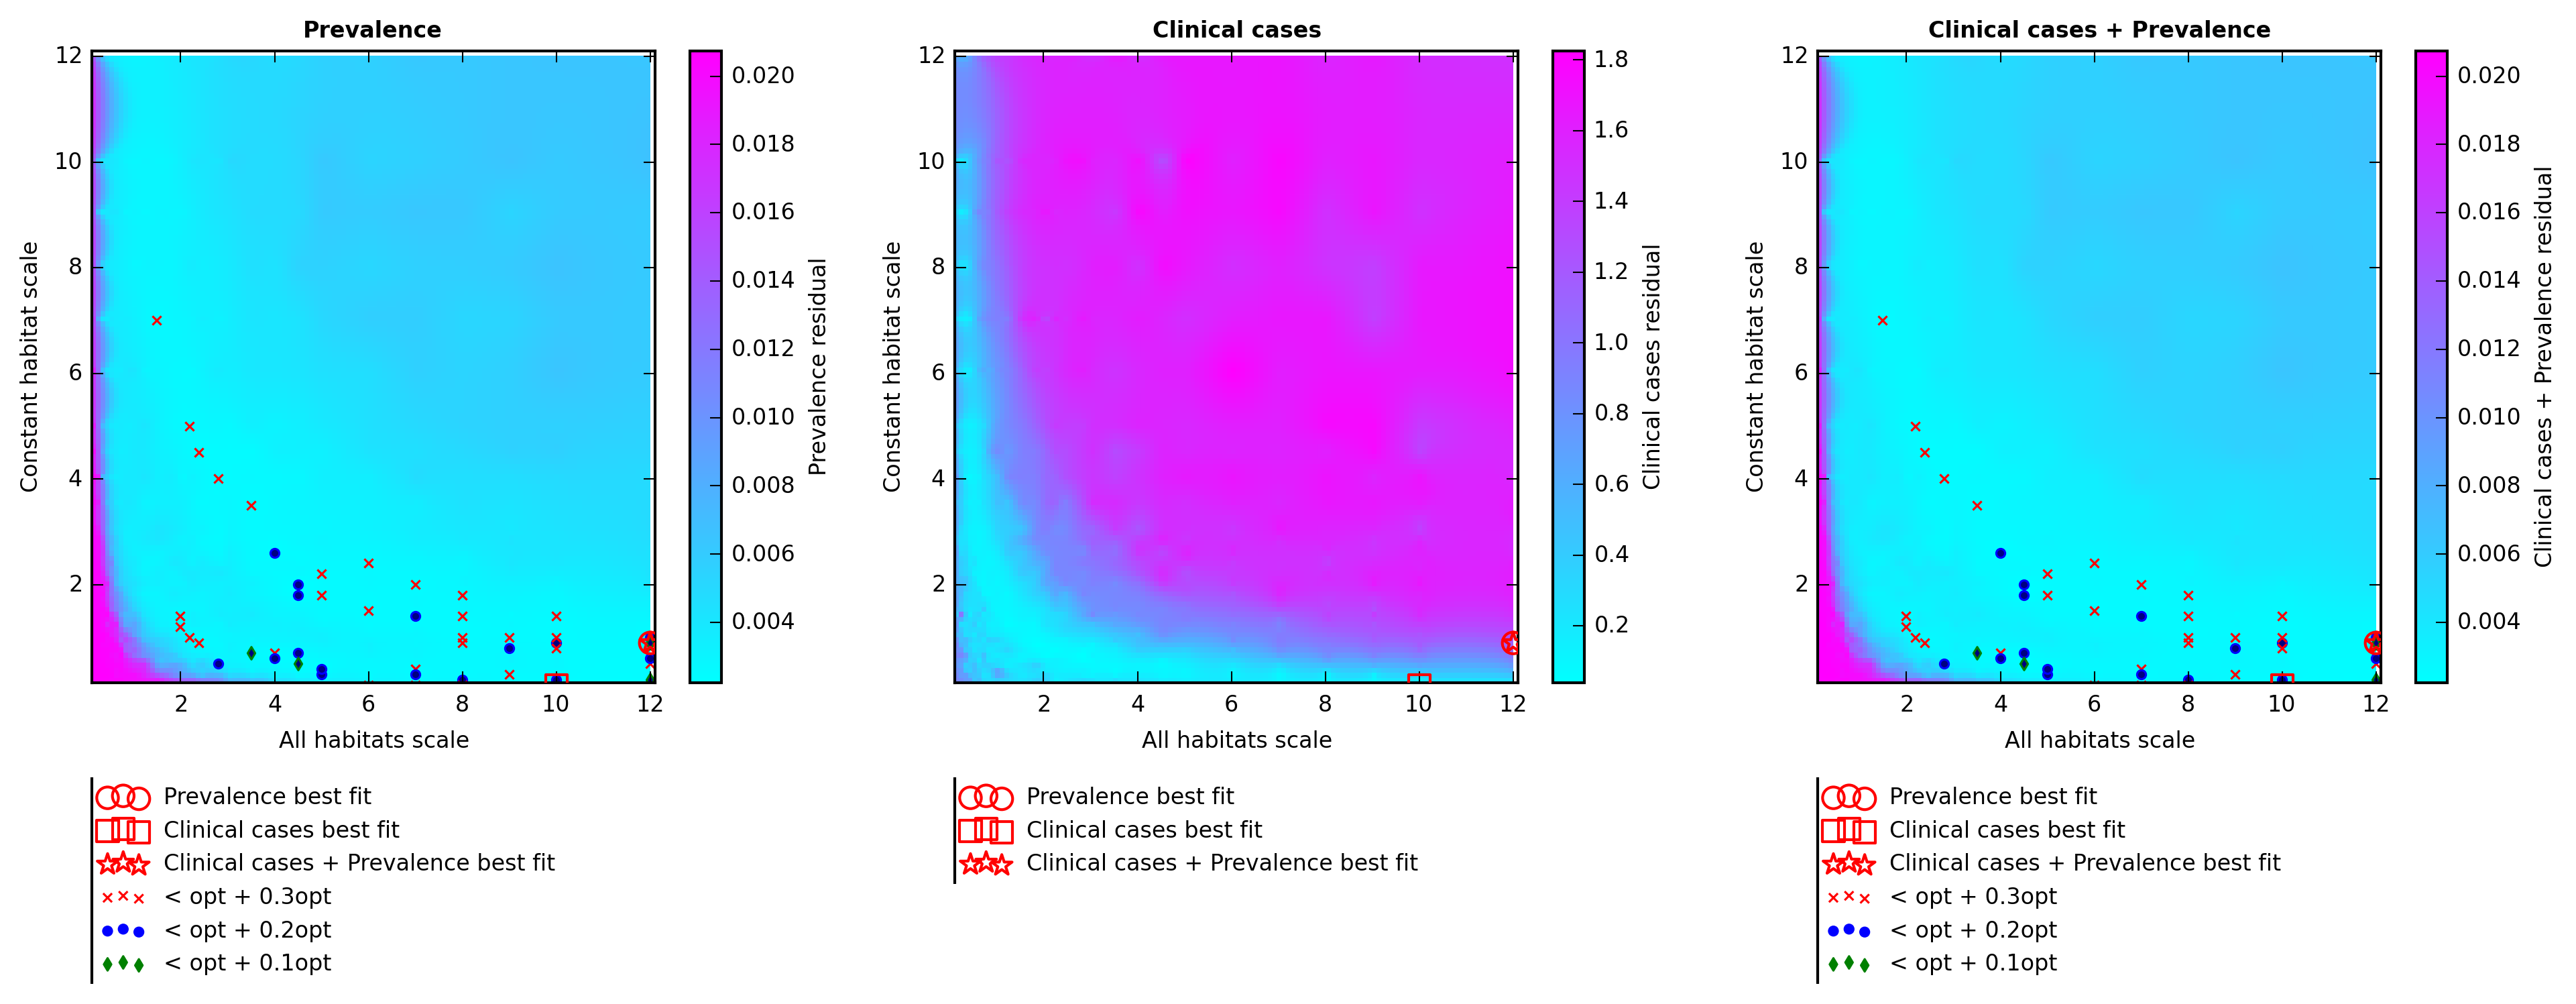 Prevalence
12
10
8
6
4
2
Constant habitat scale
2 4 6 8 10 12
All habitats scale
0.020
0.018
0.016
0.014
0.012
0.010
0.008
0.006
0.004
Prevalence residual
Prevalence best fit
Clinical cases best fit
Clinical cases + Prevalence best fit
< opt + 0.3opt
< opt + 0.2opt
< opt + 0.1opt
Clinical cases
12
10
8
6
4
2
Constant habitat scale
2 4 6 8 10 12
All habitats scale
1.8
1.6
1.4
1.2
1.0
0.8
0.6
0.4
0.2
Clinical cases residual
Prevalence best fit
Clinical cases best fit
Clinical cases + Prevalence best fit
Clinical cases + Prevalence
12
10
8
6
4
2
Constant habitat scale
2 4 6 8 10 12
All habitats scale
0.020
0.018
0.016
0.014
0.012
0.010
0.008
0.006
0.004
Clinical cases + Prevalence residual
Prevalence best fit
Clinical cases best fit
Clinical cases + Prevalence best fit
< opt + 0.3opt
< opt + 0.2opt
< opt + 0.1opt